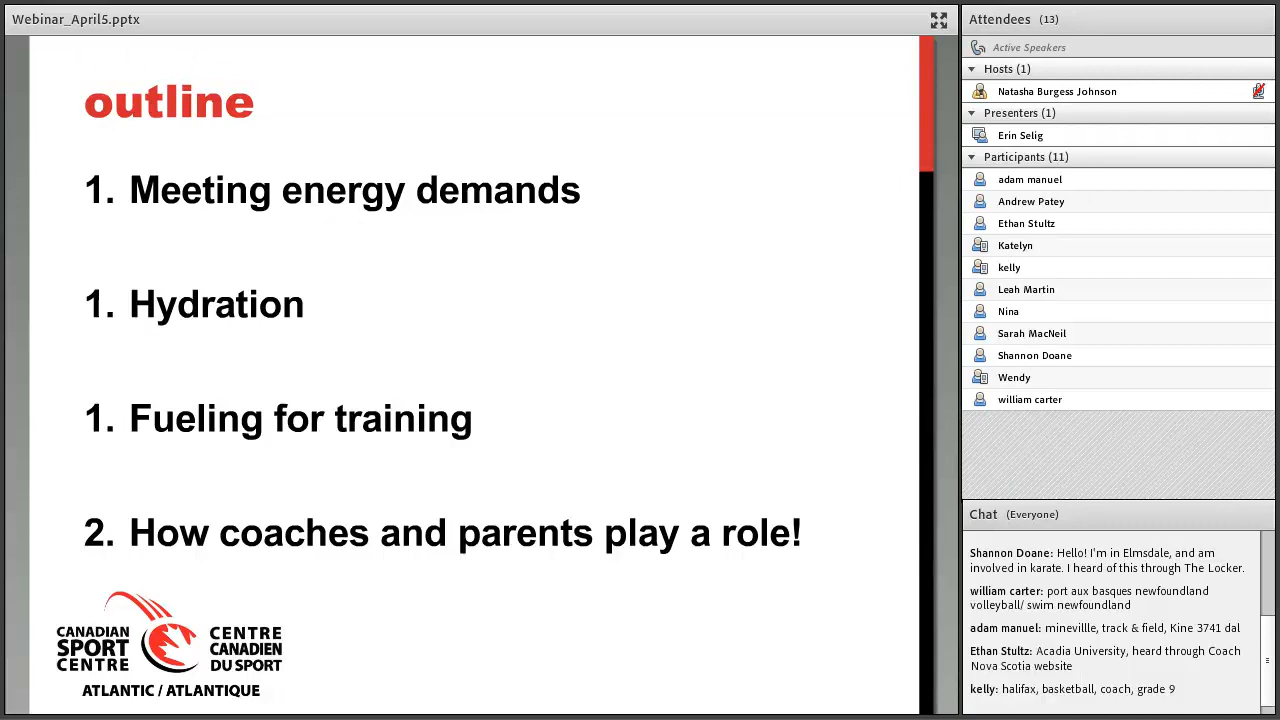 Webinar_April5.pptx
outline
1. Meeting energy demands
1. Hydration
1. Fueling for training
2. How coaches and parents play a role!
CANADIAN
SPORT
CENTRE
CENTRE
CANADIEN
DU SPORT
ATLANTIC / ATLANTIQUE
Attendees (13)
Active Speakers
Hosts (1)
Natasha Burgess Johnson
Presenters (1)
Erin Selig
Participants (11)
adam manuel
Andrew Patey
Ethan Stultz
Katelyn
kelly
Leah Martin
Nina
Sarah MacNeil
Shannon Doane
Wendy
william carter
Chat (Everyone)
Shannon Doane: Hello! I'm in Elmsdale, and am
involved in karate. I heard of this through The Locker.
william carter: port aux basques newfoundland
volleyball/ swim newfoundland
adam manuel: minevillle, track & field, Kine 3741 dal
Ethan Stultz: Acadia University, heard through Coach
Nova Scotia website
kelly: halifax, basketball, coach, grade 9